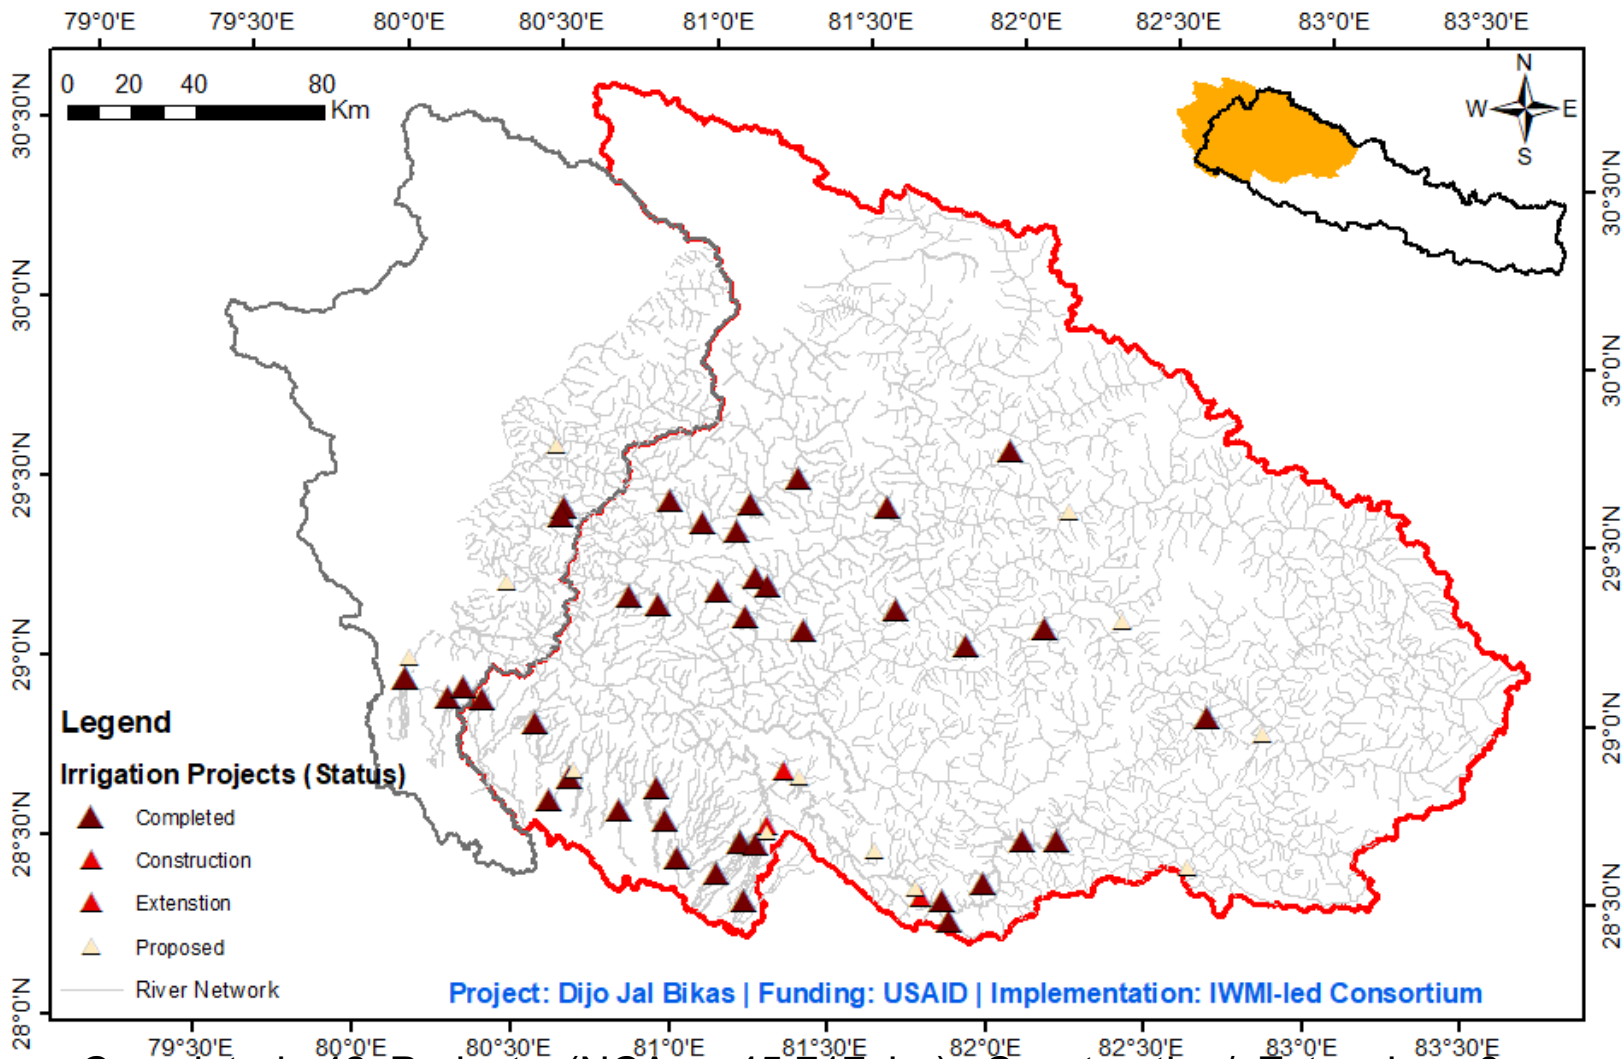 79°0'E 79°30'E 80°0'E 80°30'E 81°0'E 81°30'E 82°0'E 82°30'E 83°0'E 83°30'E
0 20 40 80
Km
N
W E
S
30°30'N
30°0'N
29°30'N
29°0'N
28°30'N
28°0'N
30°30'N
30°0'N
29°30'N
29°0'N
28°30'N
Legend
Irrigation Projects (Status)
Completed
Construction
Extenstion
Proposed
River Network
Project: Dijo Jal Bikas | Funding: USAID | Implementation: IWMI-led Consortium
79°30'E 80°0'E 80°30'E 81°0'E 81°30'E 82°0'E 82°30'E 83°0'E 83°30'E